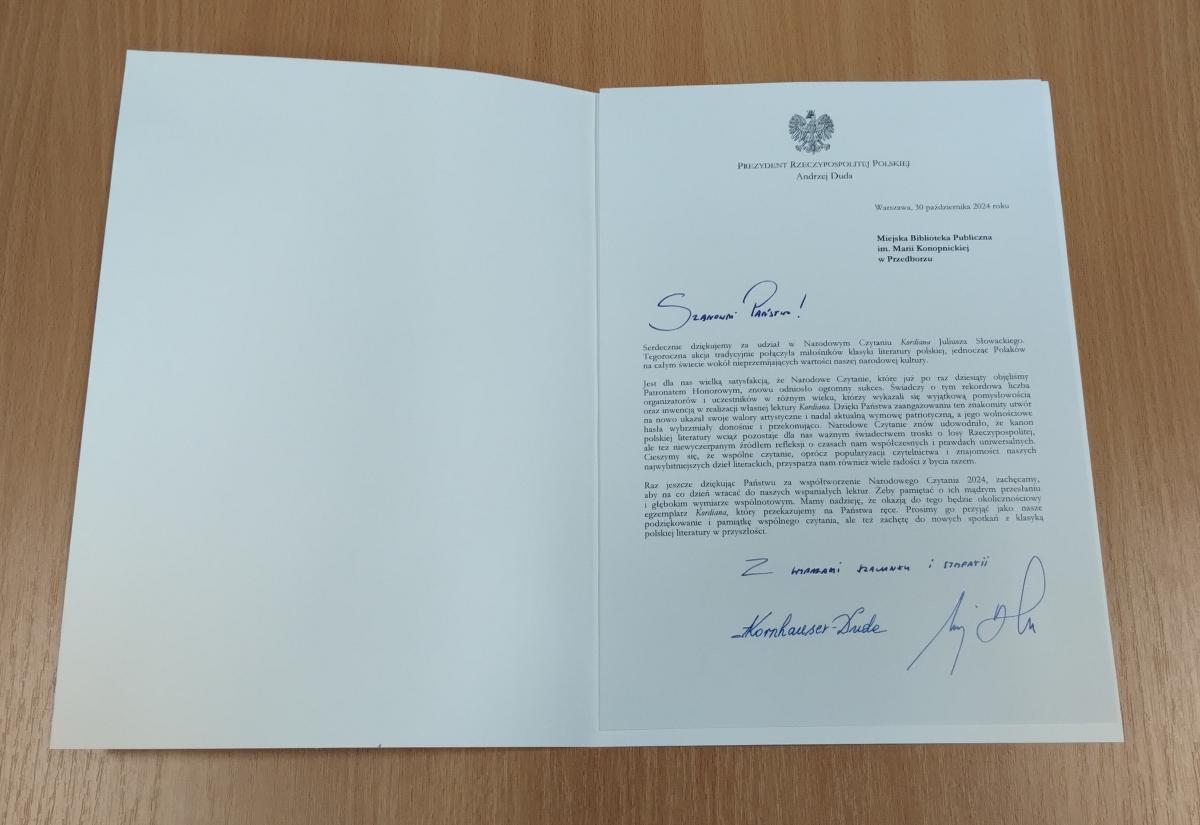 PREZYDENT RZECZYPOSPOLITEJ POLSKIEJ
Andrzej Duda
Warszawa, 30 października 2024 roku
Miejska Biblioteka Publiczna
im. Marii Konopnickiej
w Przedborzu
Szanowni Państwo!
Serdecznie dziękujemy za udział w Narodowym Czytaniu Kordiana Juliusza Słowackiego.
Tegoroczna akcja tradycyjnie połączyła miłośników klasyki literatury polskiej, jednocząc Polaków
na całym świecie wokół nieprzemijających wartości naszej narodowej kultury.
Jest dla nas wielką satysfakcją, że Narodowe Czytanie, które już po raz dziesiąty objęliśmy
Patronatem Honorowym, znowu odniosło ogromny sukces. Świadczy o tym rekordowa liczba
organizatorów i uczestników w różnym wieku, którzy wykazali się wyjątkową pomysłowością
oraz inwencją w realizacji własnej lektury Kordiana. Dzięki Państwa zaangażowaniu ten znakomity utwór
na nowo ukazał swoje walory artystyczne i nadal aktualną wymowę patriotyczną, a jego wolnościowe
hasła wybrzmiały donośnie i przekonująco. Narodowe Czytanie znów udowodniło, że kanon
polskiej literatury wciąż pozostaje dla nas ważnym świadectwem troski o losy Rzeczypospolitej,
ale też niewyczerpanym źródłem refleksji o czasach nam współczesnych i prawdach uniwersalnych.
Cieszymy się, że wspólne czytanie, oprócz popularyzacji czytelnictwa i znajomości naszych
najwybitniejszych dzieł literackich, przysparza nam również wiele radości z bycia razem.
Raz jeszcze dziękując Państwu za współtworzenie Narodowego Czytania 2024, zachęcamy,
aby na co dzień wracać do naszych wspaniałych lektur. Żeby pamiętać o ich mądrym przesłaniu
i głębokim wymiarze wspólnotowym. Mamy nadzieję, że okazją do tego będzie okolicznościowy
egzemplarz Kordiana, który przekazujemy na Państwa ręce. Prosimy go przyjąć jako nasze
podziękowanie i pamiątkę wspólnego czytania, ale też zachętę do nowych spotkań z klasyką
polskiej literatury w przyszłości.
Z wyrazami szacunku i sympatii
Kornhauser-Duda